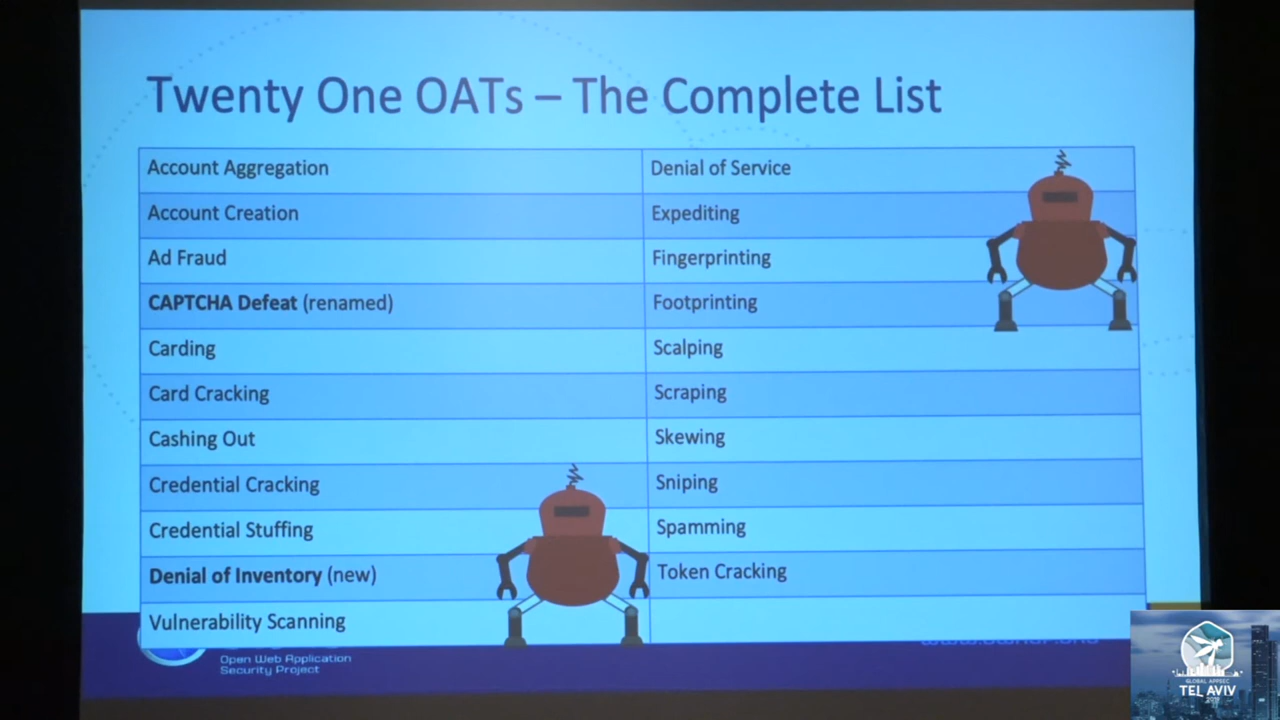 Twenty One OATs – The Complete List
Account Aggregation
Denial of Service
Account Creation
Expediting
Ad Fraud
Fingerprinting
CAPTCHA Defeat (renamed)
Footprinting
Carding
Scalping
Card Cracking
Scraping
Cashing Out
Skewing
Credential Cracking
Sniping
Credential Stuffing
Spamming
Denial of Inventory (new)
Token Cracking
Vulnerability Scanning
Open Web Application
Security Project
GLOBAL APPSEC
TEL AVIV